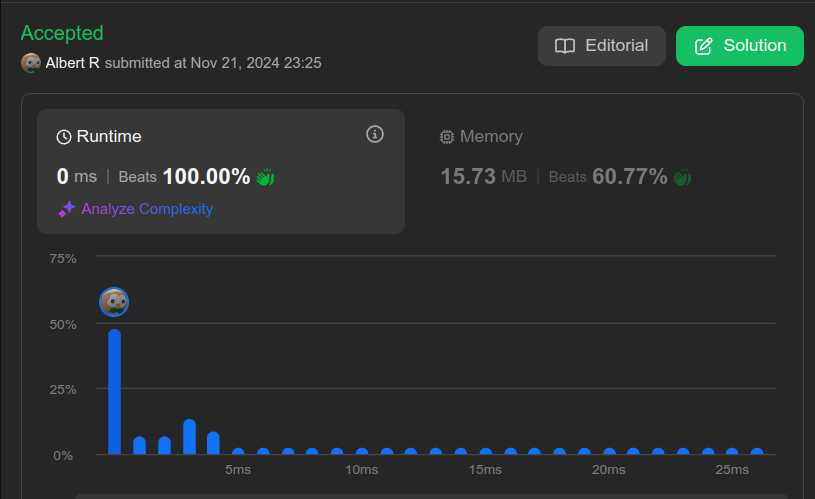 Accepted
Editorial
Solution
Albert R submitted at Nov 21, 2024 23:25
Runtime
0 ms | Beats 100.00%
Analyze Complexity
Memory
15.73 MB | Beats 60.77%
75%
50%
25%
0%
5ms 10ms 15ms 20ms 25ms